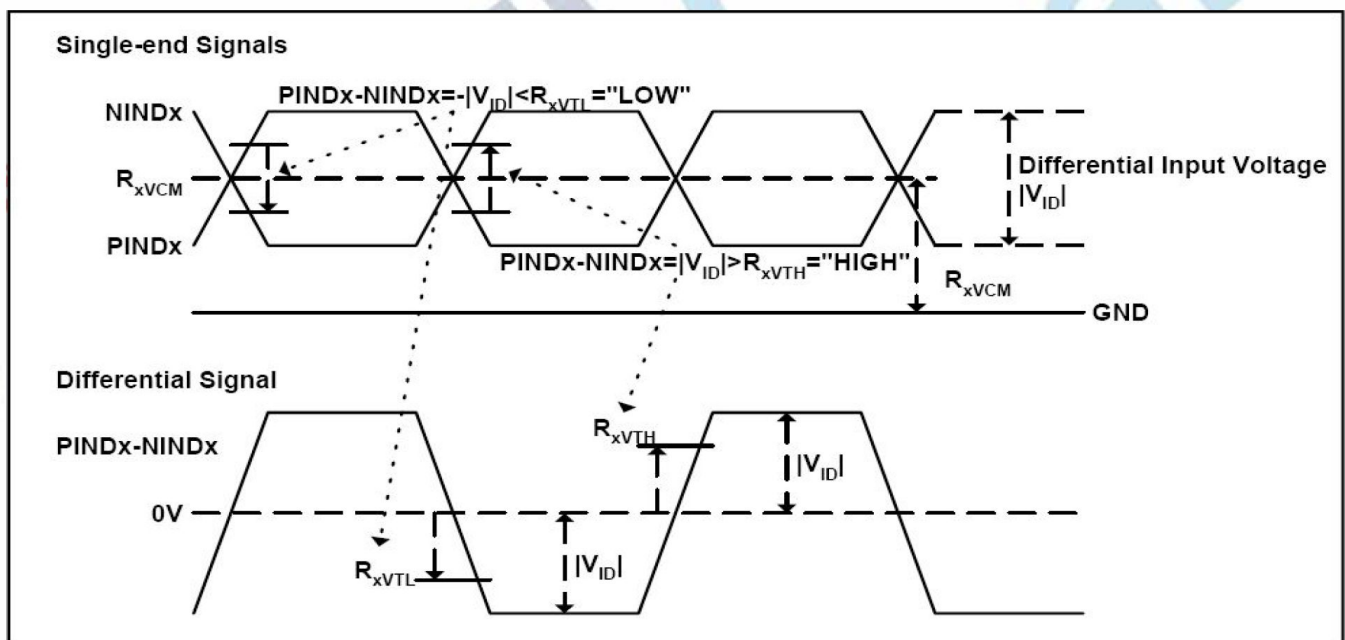 Single-end Signals
PINDx-NINDx=-|VID|<RxVTL="LOW"
NINDx
RxVCM
Differential Input Voltage
|VID|
PINDx
PINDx-NINDx=|VID|>RxVTH="HIGH"
RxVCM
GND
Differential Signal
PINDx-NINDx
RxVTH
|VID|
0V
RxVTL
|VID|